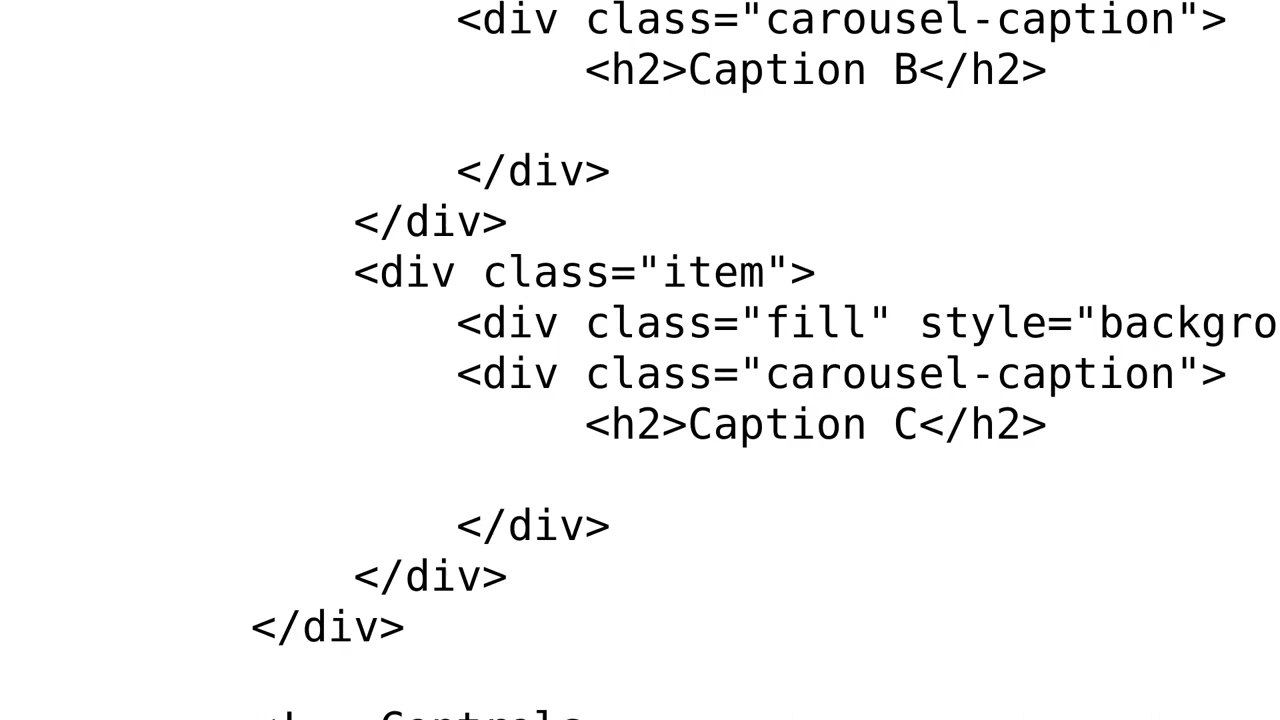 <div class="carousel-caption">
<h2>Caption B</h2>
</div>
</div>
<div class="item">
<div class="fill" style="backgro
<div class="carousel-caption">
<h2>Caption C</h2>
</div>
</div>
</div>
<!-- Controls